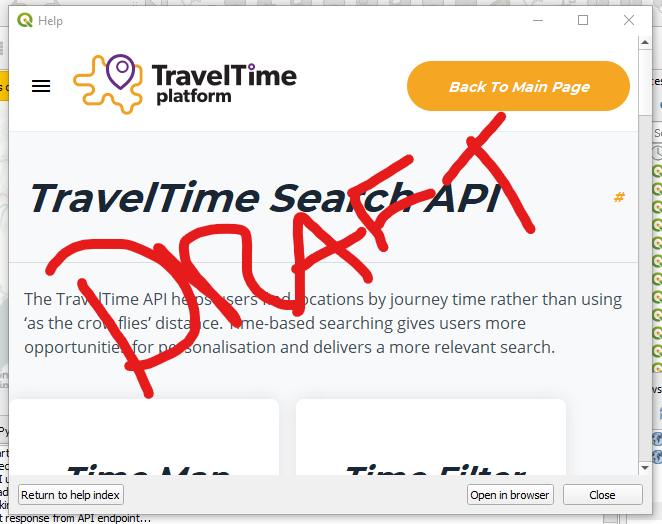 Help
TravelTime
platform
Back To Main Page
TravelTime Search API
#
DRAFT
The TravelTime API helps users find locations by journey time rather than using
‘as the crow flies’ distance. Time-based searching gives users more
opportunities for personalisation and delivers a more relevant search.
Time Map
Time Filter
Return to help index
Open in browser
Close
t response from API endpoint...